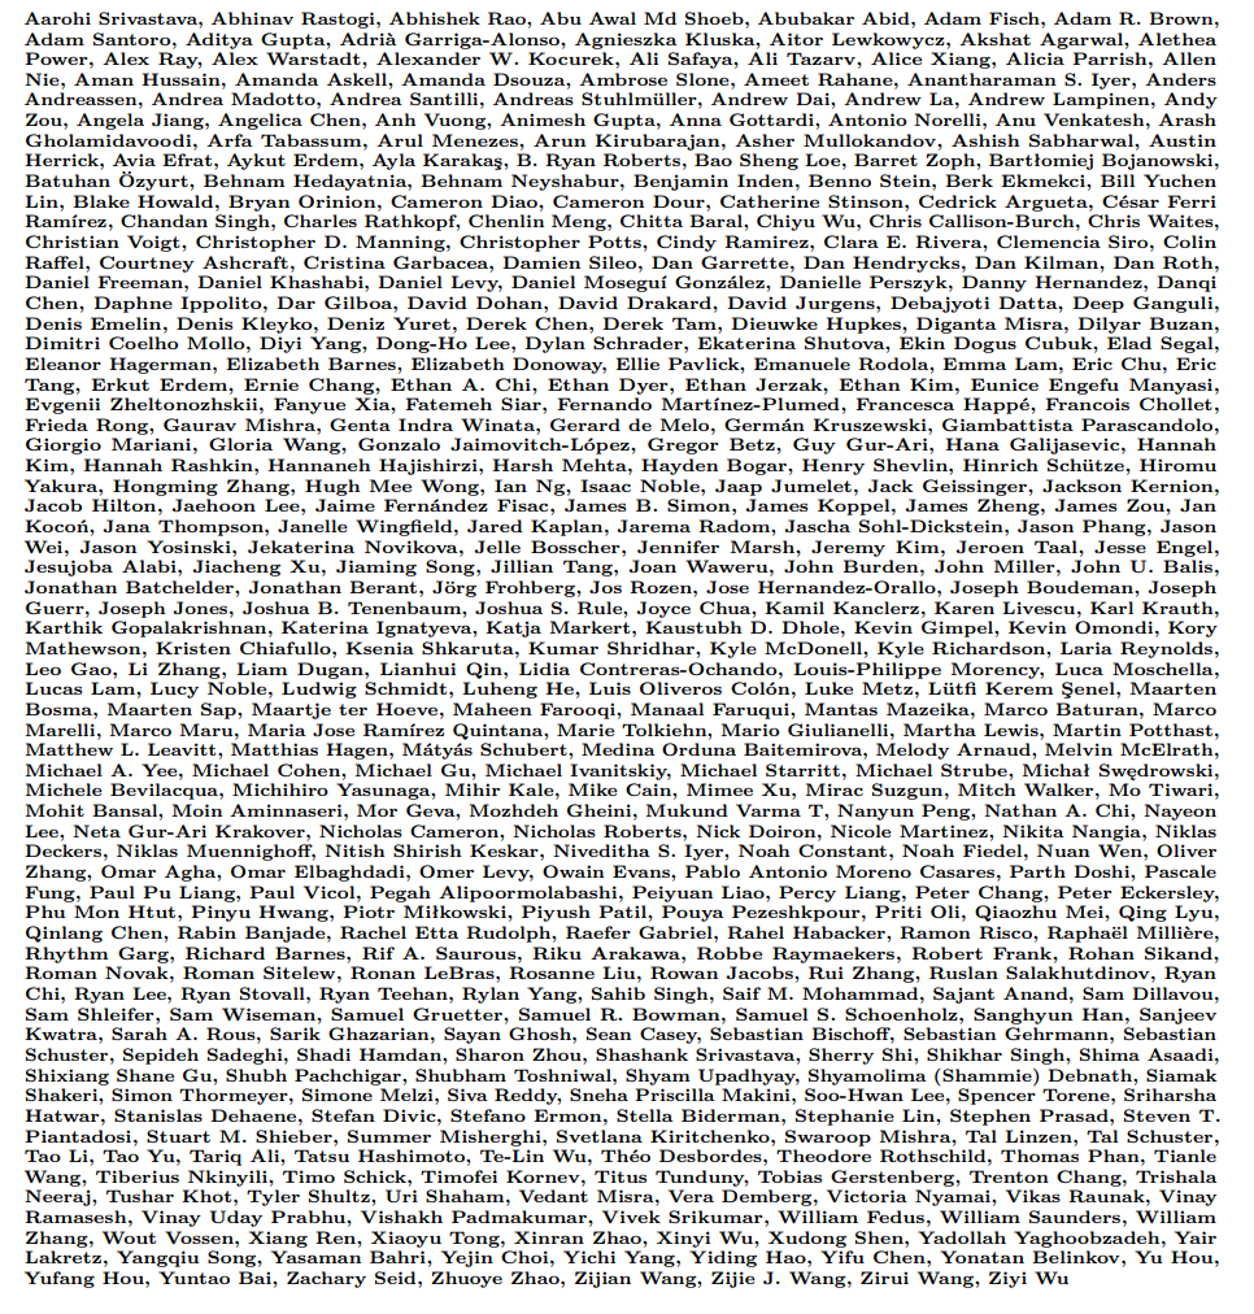 Aarohi Srivastava, Abhinav Rastogi, Abhishek Rao, Abu Awal Md Shoeb, Abubakar Abid, Adam Fisch, Adam R. Brown,
Adam Santoro, Aditya Gupta, Adrià Garriga-Alonso, Agnieszka Kluska, Aitor Lewkowycz, Akshat Agarwal, Alethea
Power, Alex Ray, Alex Warstadt, Alexander W. Kocurek, Ali Safaya, Ali Tazarv, Alice Xiang, Alicia Parrish, Allen
Nie, Aman Hussain, Amanda Askell, Amanda Dsouza, Ambrose Slone, Ameet Rahane, Anantharaman S. Iyer, Anders
Andreassen, Andrea Madotto, Andrea Santilli, Andreas Stuhlmüller, Andrew Dai, Andrew La, Andrew Lampinen, Andy
Zou, Angela Jiang, Angelica Chen, Anh Vuong, Animesh Gupta, Anna Gottardi, Antonio Norelli, Anu Venkatesh, Arash
Gholamidavoodi, Arfa Tabassum, Arul Menezes, Arun Kirubarajan, Asher Mullokandov, Ashish Sabharwal, Austin
Herrick, Avia Efrat, Aykut Erdem, Ayla Karakaş, B. Ryan Roberts, Bao Sheng Loe, Barret Zoph, Bartłomiej Bojanowski,
Batuhan Özyurt, Behnam Hedayatnia, Behnam Neyshabur, Benjamin Inden, Benno Stein, Berk Ekmekci, Bill Yuchen
Lin, Blake Howald, Bryan Orinion, Cameron Diao, Cameron Dour, Catherine Stinson, Cedrick Argueta, César Ferri
Ramírez, Chandan Singh, Charles Rathkopf, Chenlin Meng, Chitta Baral, Chiyu Wu, Chris Callison-Burch, Chris Waites,
Christian Voigt, Christopher D. Manning, Christopher Potts, Cindy Ramirez, Clara E. Rivera, Clemencia Siro, Colin
Raffel, Courtney Ashcraft, Cristina Garbacea, Damien Sileo, Dan Garrette, Dan Hendrycks, Dan Kilman, Dan Roth,
Daniel Freeman, Daniel Khashabi, Daniel Levy, Daniel Moseguí González, Danielle Perszyk, Danny Hernandez, Danqi
Chen, Daphne Ippolito, Dar Gilboa, David Dohan, David Drakard, David Jurgens, Debajyoti Datta, Deep Ganguli,
Denis Emelin, Denis Kleyko, Deniz Yuret, Derek Chen, Derek Tam, Dieuwke Hupkes, Diganta Misra, Dilyar Buzan,
Dimitri Coelho Mollo, Diyi Yang, Dong-Ho Lee, Dylan Schrader, Ekaterina Shutova, Ekin Dogus Cubuk, Elad Segal,
Eleanor Hagerman, Elizabeth Barnes, Elizabeth Donoway, Ellie Pavlick, Emanuele Rodola, Emma Lam, Eric Chu, Eric
Tang, Erkut Erdem, Ernie Chang, Ethan A. Chi, Ethan Dyer, Ethan Jerzak, Ethan Kim, Eunice Engefu Manyasi,
Evgenii Zheltonozhskii, Fanyue Xia, Fatemeh Siar, Fernando Martínez-Plumed, Francesca Happé, Francois Chollet,
Frieda Rong, Gaurav Mishra, Genta Indra Winata, Gerard de Melo, Germán Kruszewski, Giambattista Parascandolo,
Giorgio Mariani, Gloria Wang, Gonzalo Jaimovitch-López, Gregor Betz, Guy Gur-Ari, Hana Galijasevic, Hannah
Kim, Hannah Rashkin, Hannaneh Hajishirzi, Harsh Mehta, Hayden Bogar, Henry Shevlin, Hinrich Schütze, Hiromu
Yakura, Hongming Zhang, Hugh Mee Wong, Ian Ng, Isaac Noble, Jaap Jumelet, Jack Geissinger, Jackson Kernion,
Jacob Hilton, Jaehoon Lee, Jaime Fernández Fisac, James B. Simon, James Koppel, James Zheng, James Zou, Jan
Kocoń, Jana Thompson, Janelle Wingfield, Jared Kaplan, Jarema Radom, Jascha Sohl-Dickstein, Jason Phang, Jason
Wei, Jason Yosinski, Jekaterina Novikova, Jelle Bosscher, Jennifer Marsh, Jeremy Kim, Jeroen Taal, Jesse Engel,
Jesujoba Alabi, Jiacheng Xu, Jiaming Song, Jillian Tang, Joan Waweru, John Burden, John Miller, John U. Balis,
Jonathan Batchelder, Jonathan Berant, Jörg Frohberg, Jos Rozen, Jose Hernandez-Orallo, Joseph Boudeman, Joseph
Guerr, Joseph Jones, Joshua B. Tenenbaum, Joshua S. Rule, Joyce Chua, Kamil Kanclerz, Karen Livescu, Karl Krauth,
Karthik Gopalakrishnan, Katerina Ignatyeva, Katja Markert, Kaustubh D. Dhole, Kevin Gimpel, Kevin Omondi, Kory
Mathewson, Kristen Chiafullo, Ksenia Shkaruta, Kumar Shridhar, Kyle McDonell, Kyle Richardson, Laria Reynolds,
Leo Gao, Li Zhang, Liam Dugan, Lianhui Qin, Lidia Contreras-Ochando, Louis-Philippe Morency, Luca Moschella,
Lucas Lam, Lucy Noble, Ludwig Schmidt, Luheng He, Luis Oliveros Colón, Luke Metz, Lütfi Kerem Şenel, Maarten
Bosma, Maarten Sap, Maartje ter Hoeve, Maheen Farooqi, Manaal Faruqui, Mantas Mazeika, Marco Baturan, Marco
Marelli, Marco Maru, Maria Jose Ramírez Quintana, Marie Tolkiehn, Mario Giulianelli, Martha Lewis, Martin Potthast,
Matthew L. Leavitt, Matthias Hagen, Mátyás Schubert, Medina Orduna Baitemirova, Melody Arnaud, Melvin McElrath,
Michael A. Yee, Michael Cohen, Michael Gu, Michael Ivanitskiy, Michael Starritt, Michael Strube, Michał Swędrowski,
Michele Bevilacqua, Michihiro Yasunaga, Mihir Kale, Mike Cain, Mimee Xu, Mirac Suzgun, Mitch Walker, Mo Tiwari,
Mohit Bansal, Moin Aminnaseri, Mor Geva, Mozhdeh Gheini, Mukund Varma T, Nanyun Peng, Nathan A. Chi, Nayeon
Lee, Neta Gur-Ari Krakover, Nicholas Cameron, Nicholas Roberts, Nick Doiron, Nicole Martinez, Nikita Nangia, Niklas
Deckers, Niklas Muennighoff, Nitish Shirish Keskar, Niveditha S. Iyer, Noah Constant, Noah Fiedel, Nuan Wen, Oliver
Zhang, Omar Agha, Omar Elbaghdadi, Omer Levy, Owain Evans, Pablo Antonio Moreno Casares, Parth Doshi, Pascale
Fung, Paul Pu Liang, Paul Vicol, Pegah Alipoormolabashi, Peiyuan Liao, Percy Liang, Peter Chang, Peter Eckersley,
Phu Mon Htut, Pinyu Hwang, Piotr Miłkowski, Piyush Patil, Pouya Pezeshkpour, Priti Oli, Qiaozhu Mei, Qing Lyu,
Qinlang Chen, Rabin Banjade, Rachel Etta Rudolph, Raefer Gabriel, Rahel Habacker, Ramon Risco, Raphaël Millière,
Rhythm Garg, Richard Barnes, Rif A. Saurous, Riku Arakawa, Robbe Raymaekers, Robert Frank, Rohan Sikand,
Roman Novak, Roman Sitelew, Ronan LeBras, Rosanne Liu, Rowan Jacobs, Rui Zhang, Ruslan Salakhutdinov, Ryan
Chi, Ryan Lee, Ryan Stovall, Ryan Teehan, Rylan Yang, Sahib Singh, Saif M. Mohammad, Sajant Anand, Sam Dillavou,
Sam Shleifer, Sam Wiseman, Samuel Gruetter, Samuel R. Bowman, Samuel S. Schoenholz, Sanghyun Han, Sanjeev
Kwatra, Sarah A. Rous, Sarik Ghazarian, Sayan Ghosh, Sean Casey, Sebastian Bischoff, Sebastian Gehrmann, Sebastian
Schuster, Sepideh Sadeghi, Shadi Hamdan, Sharon Zhou, Shashank Srivastava, Sherry Shi, Shikhar Singh, Shima Asaadi,
Shixiang Shane Gu, Shubh Pachchigar, Shubham Toshniwal, Shyam Upadhyay, Shyamolima (Shammie) Debnath, Siamak
Shakeri, Simon Thormeyer, Simone Melzi, Siva Reddy, Sneha Priscilla Makini, Soo-Hwan Lee, Spencer Torene, Sriharsha
Hatwar, Stanislas Dehaene, Stefan Divic, Stefano Ermon, Stella Biderman, Stephanie Lin, Stephen Prasad, Steven T.
Piantadosi, Stuart M. Shieber, Summer Misherghi, Svetlana Kiritchenko, Swaroop Mishra, Tal Linzen, Tal Schuster,
Tao Li, Tao Yu, Tariq Ali, Tatsu Hashimoto, Te-Lin Wu, Théo Desbordes, Theodore Rothschild, Thomas Phan, Tianle
Wang, Tiberius Nkinyili, Timo Schick, Timofei Kornev, Titus Tunduny, Tobias Gerstenberg, Trenton Chang, Trishala
Neeraj, Tushar Khot, Tyler Shultz, Uri Shaham, Vedant Misra, Vera Demberg, Victoria Nyamai, Vikas Raunak, Vinay
Ramasesh, Vinay Uday Prabhu, Vishakh Padmakumar, Vivek Srikumar, William Fedus, William Saunders, William
Zhang, Wout Vossen, Xiang Ren, Xiaoyu Tong, Xinran Zhao, Xinyi Wu, Xudong Shen, Yadollah Yaghoobzadeh, Yair
Lakretz, Yangqiu Song, Yasaman Bahri, Yejin Choi, Yichi Yang, Yiding Hao, Yifu Chen, Yonatan Belinkov, Yu Hou,
Yufang Hou, Yuntao Bai, Zachary Seid, Zhuoye Zhao, Zijian Wang, Zijie J. Wang, Zirui Wang, Ziyi Wu